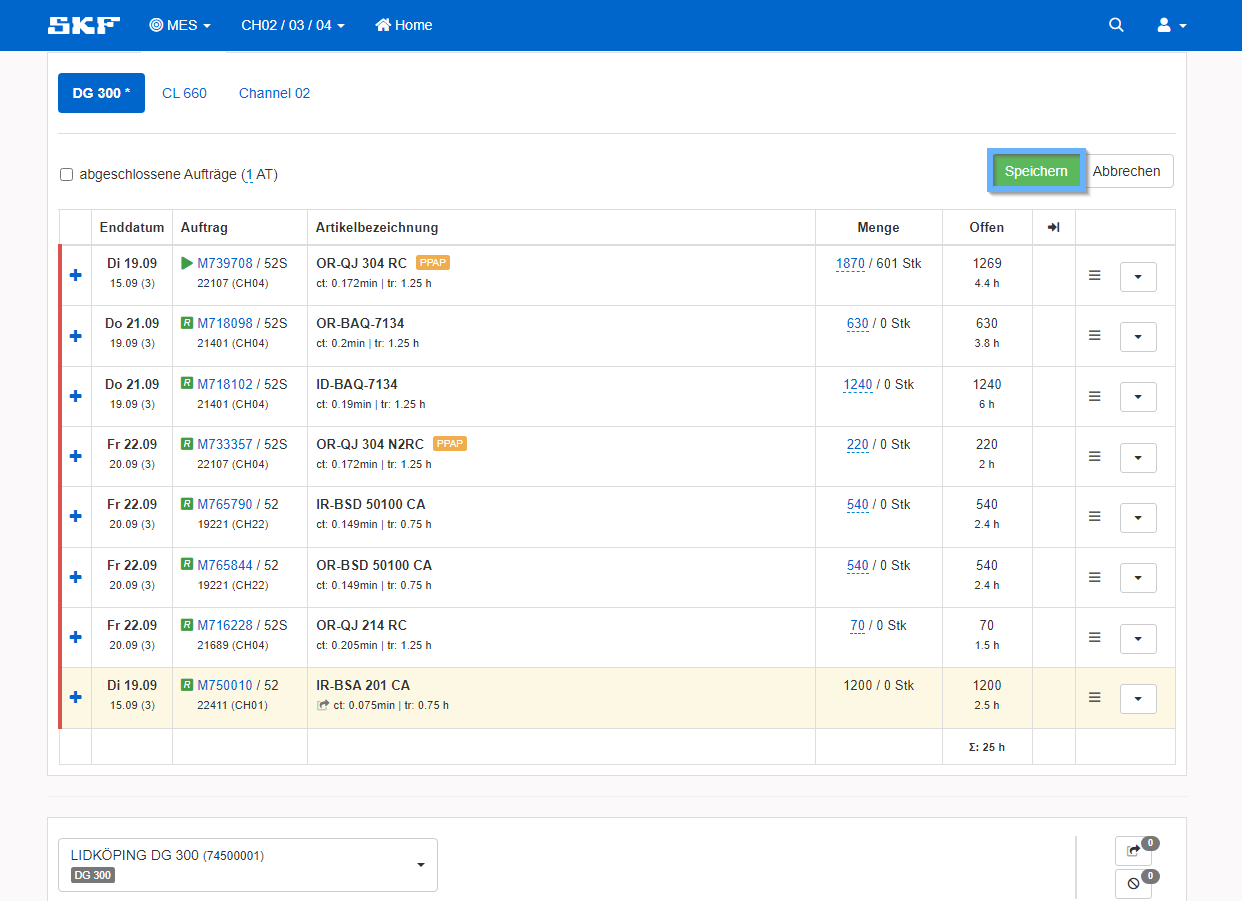 SKF MES CH02 / 03 / 04 Home
DG 300 * CL 660 Channel 02
abgeschlossene Aufträge (1 AT) Speichern Abbrechen
Enddatum Auftrag Artikelbezeichnung Menge Offen
Di 19.09 M739708 / 52S OR-QJ 304 RC PPAP 1870 / 601 Stk 1269
15.09 (3) 22107 (CH04) ct: 0.172min | tr: 1.25 h 4.4 h
Do 21.09 R M718098 / 52S OR-BAQ-7134 630 / 0 Stk 630
19.09 (3) 21401 (CH04) ct: 0.2min | tr: 1.25 h 3.8 h
Do 21.09 R M718102 / 52S ID-BAQ-7134 1240 / 0 Stk 1240
19.09 (3) 21401 (CH04) ct: 0.19min | tr: 1.25 h 6 h
Fr 22.09 R M733357 / 52S OR-QJ 304 N2RC PPAP 220 / 0 Stk 220
20.09 (3) 22107 (CH04) ct: 0.172min | tr: 1.25 h 2 h
Fr 22.09 R M765790 / 52 IR-BSD 50100 CA 540 / 0 Stk 540
20.09 (3) 19221 (CH22) ct: 0.149min | tr: 0.75 h 2.4 h
Fr 22.09 R M765844 / 52 OR-BSD 50100 CA 540 / 0 Stk 540
20.09 (3) 19221 (CH22) ct: 0.149min | tr: 0.75 h 2.4 h
Fr 22.09 R M716228 / 52S OR-QJ 214 RC 70 / 0 Stk 70
20.09 (3) 21689 (CH04) ct: 0.205min | tr: 1.25 h 1.5 h
Di 19.09 R M750010 / 52 IR-BSA 201 CA 1200 / 0 Stk 1200
15.09 (3) 22411 (CH01) ct: 0.075min | tr: 0.75 h 2.5 h
Σ: 25 h
LIDKÖPING DG 300 (74500001) 0
DG 300 0